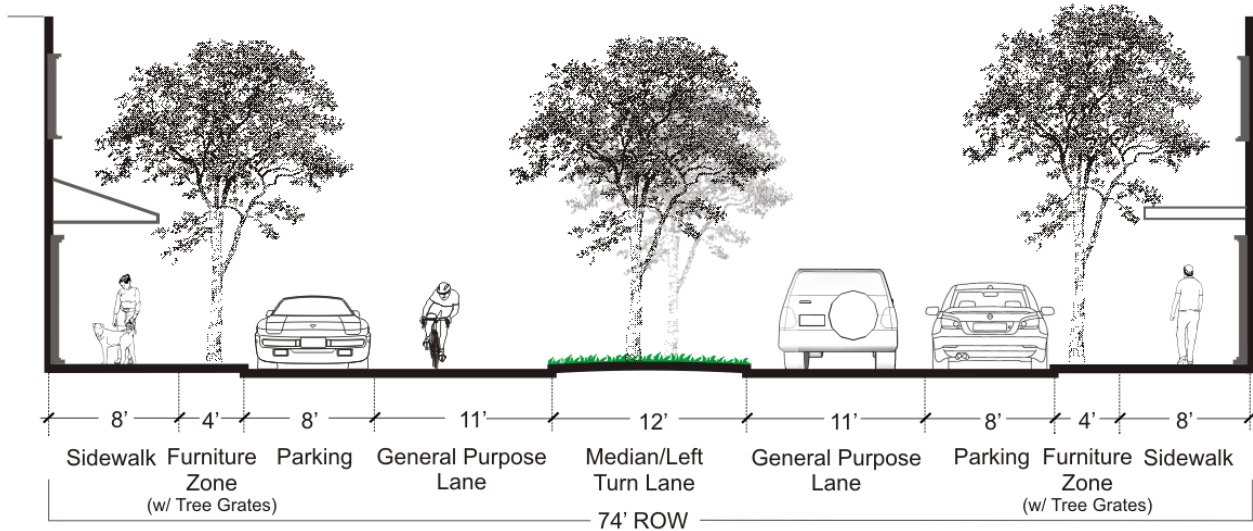 8’ 4’ 8’ 11’ 12’ 11’ 8’ 4’ 8’
Sidewalk Furniture Zone (w/ Tree Grates) Parking General Purpose Lane Median/Left Turn Lane General Purpose Lane Parking Furniture Zone (w/ Tree Grates) Sidewalk
74’ ROW